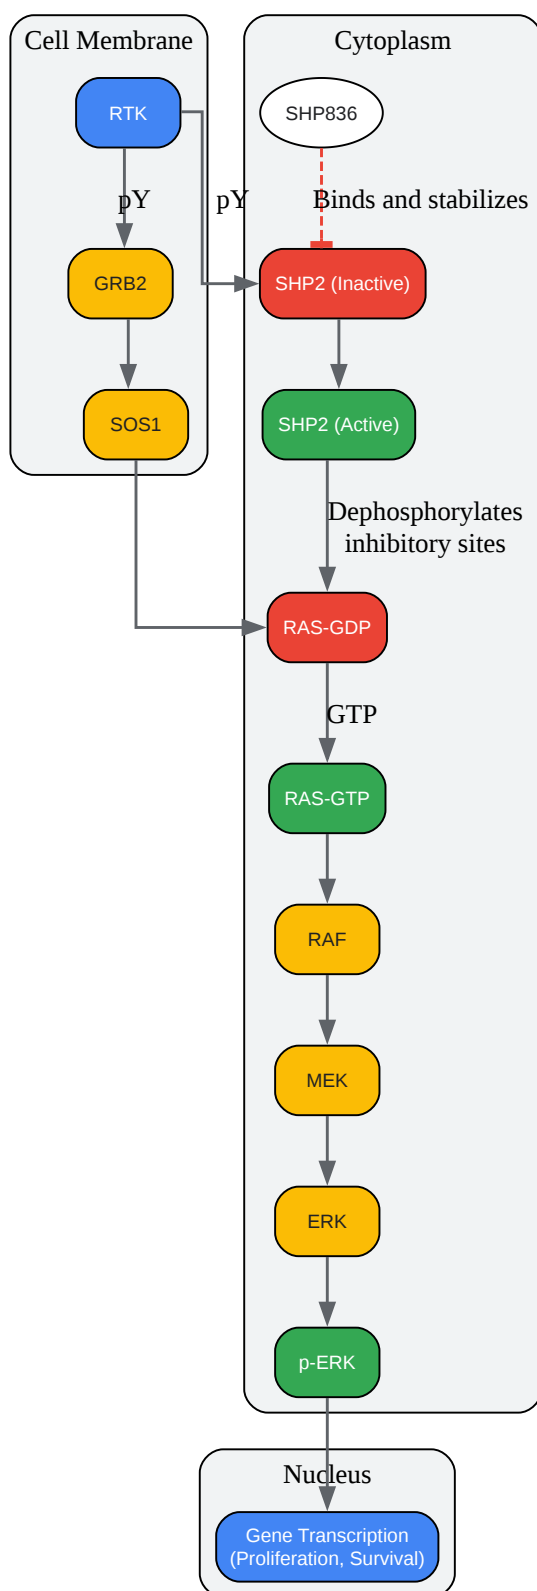 Cell Membrane
Cytoplasm
RTK
SHP836
pY
pY
Binds and stabilizes
GRB2
SHP2 (Inactive)
SOS1
SHP2 (Active)
Dephosphorylates
inhibitory sites
RAS-GDP
GTP
RAS-GTP
RAF
MEK
ERK
p-ERK
Nucleus
Gene Transcription
(Proliferation, Survival)